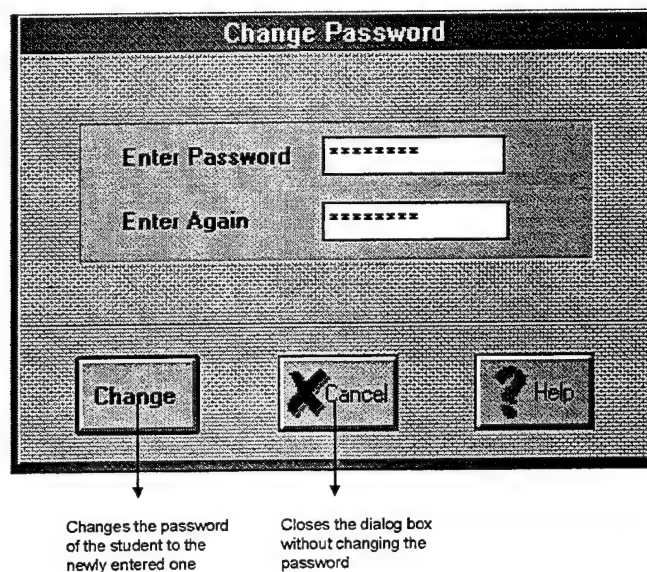 Change Password
Enter Password ********
Enter Again ********
Change Cancel ? Help
Changes the password
of the student to the
newly entered one
Closes the dialog box
without changing the
password